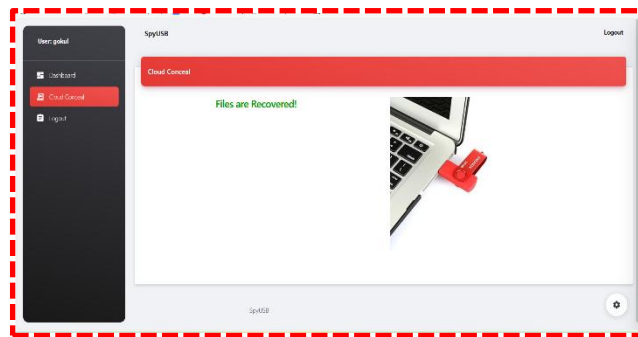 User: gokul
Dashboard
Cloud Conceal
Logout
SpyUSB
Logout
Cloud Conceal
Files are Recovered!
SpyUSB